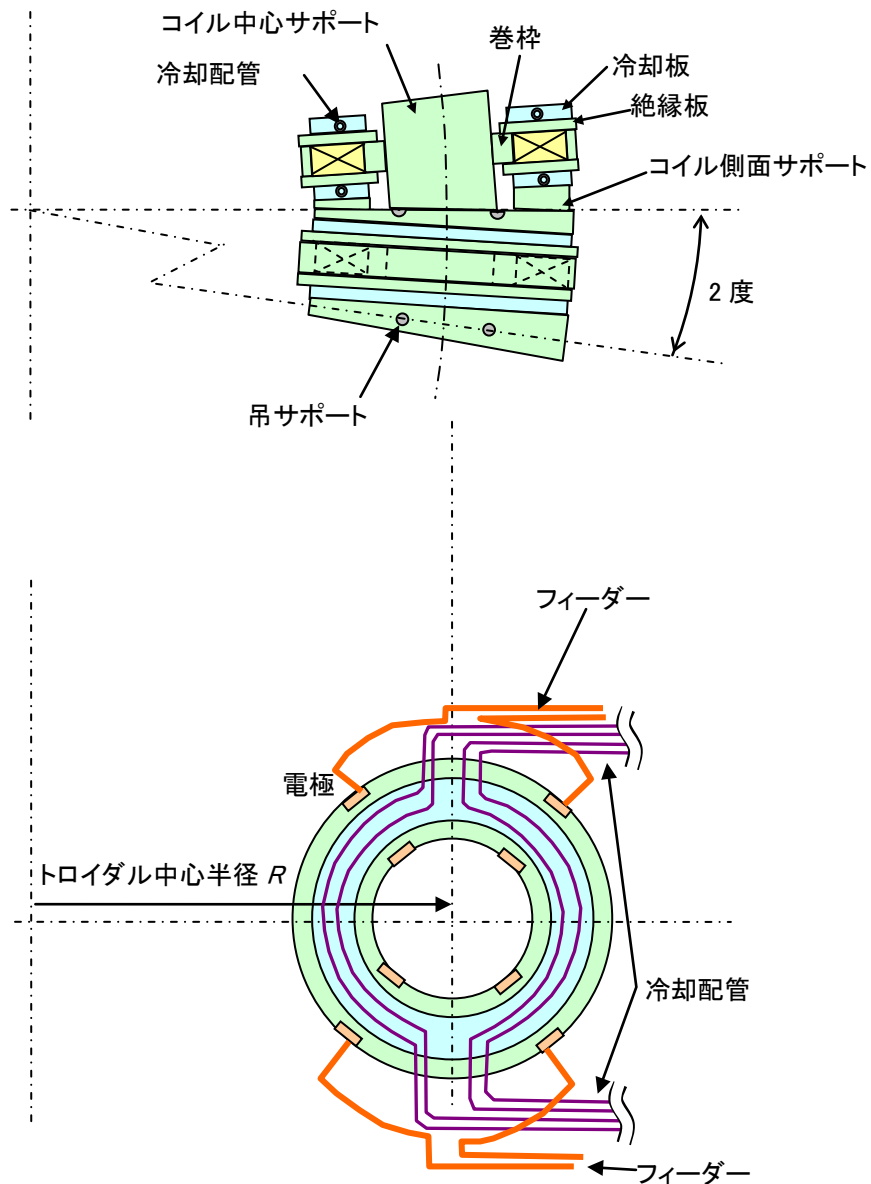 コイル中心サポート
巻枠
冷却配管
冷却板
絶縁板
コイル側面サポート
2 度
吊サポート
フィーダー
電極
トロイダル中心半径 R
冷却配管
フィーダー